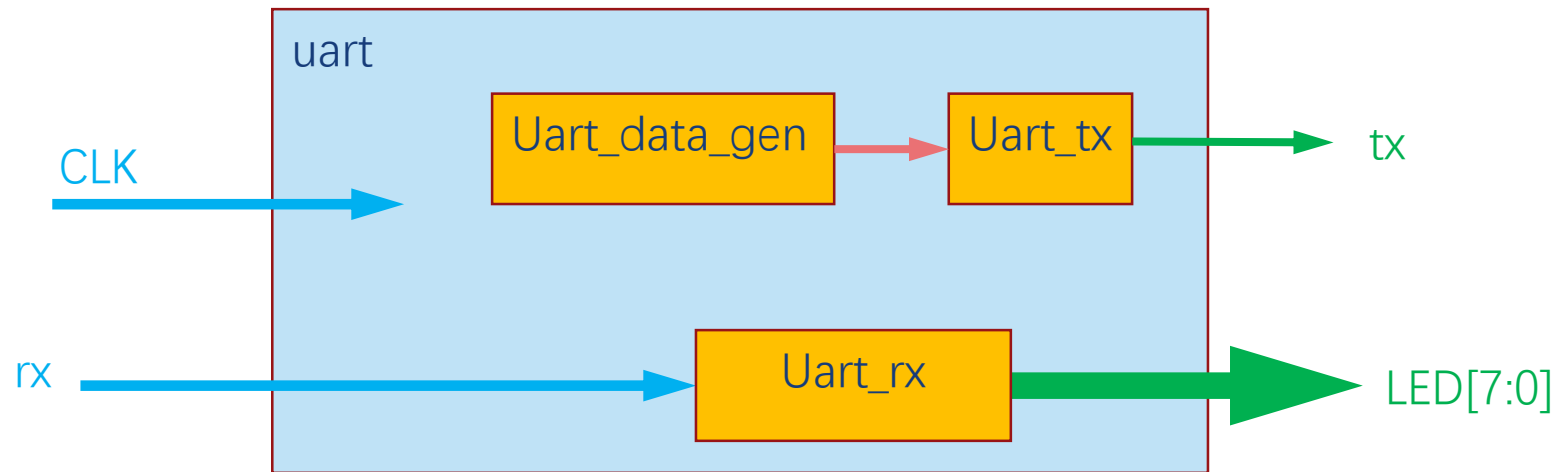 uart
Uart_data_gen
Uart_tx
tx
CLK
rx
Uart_rx
LED[7:0]